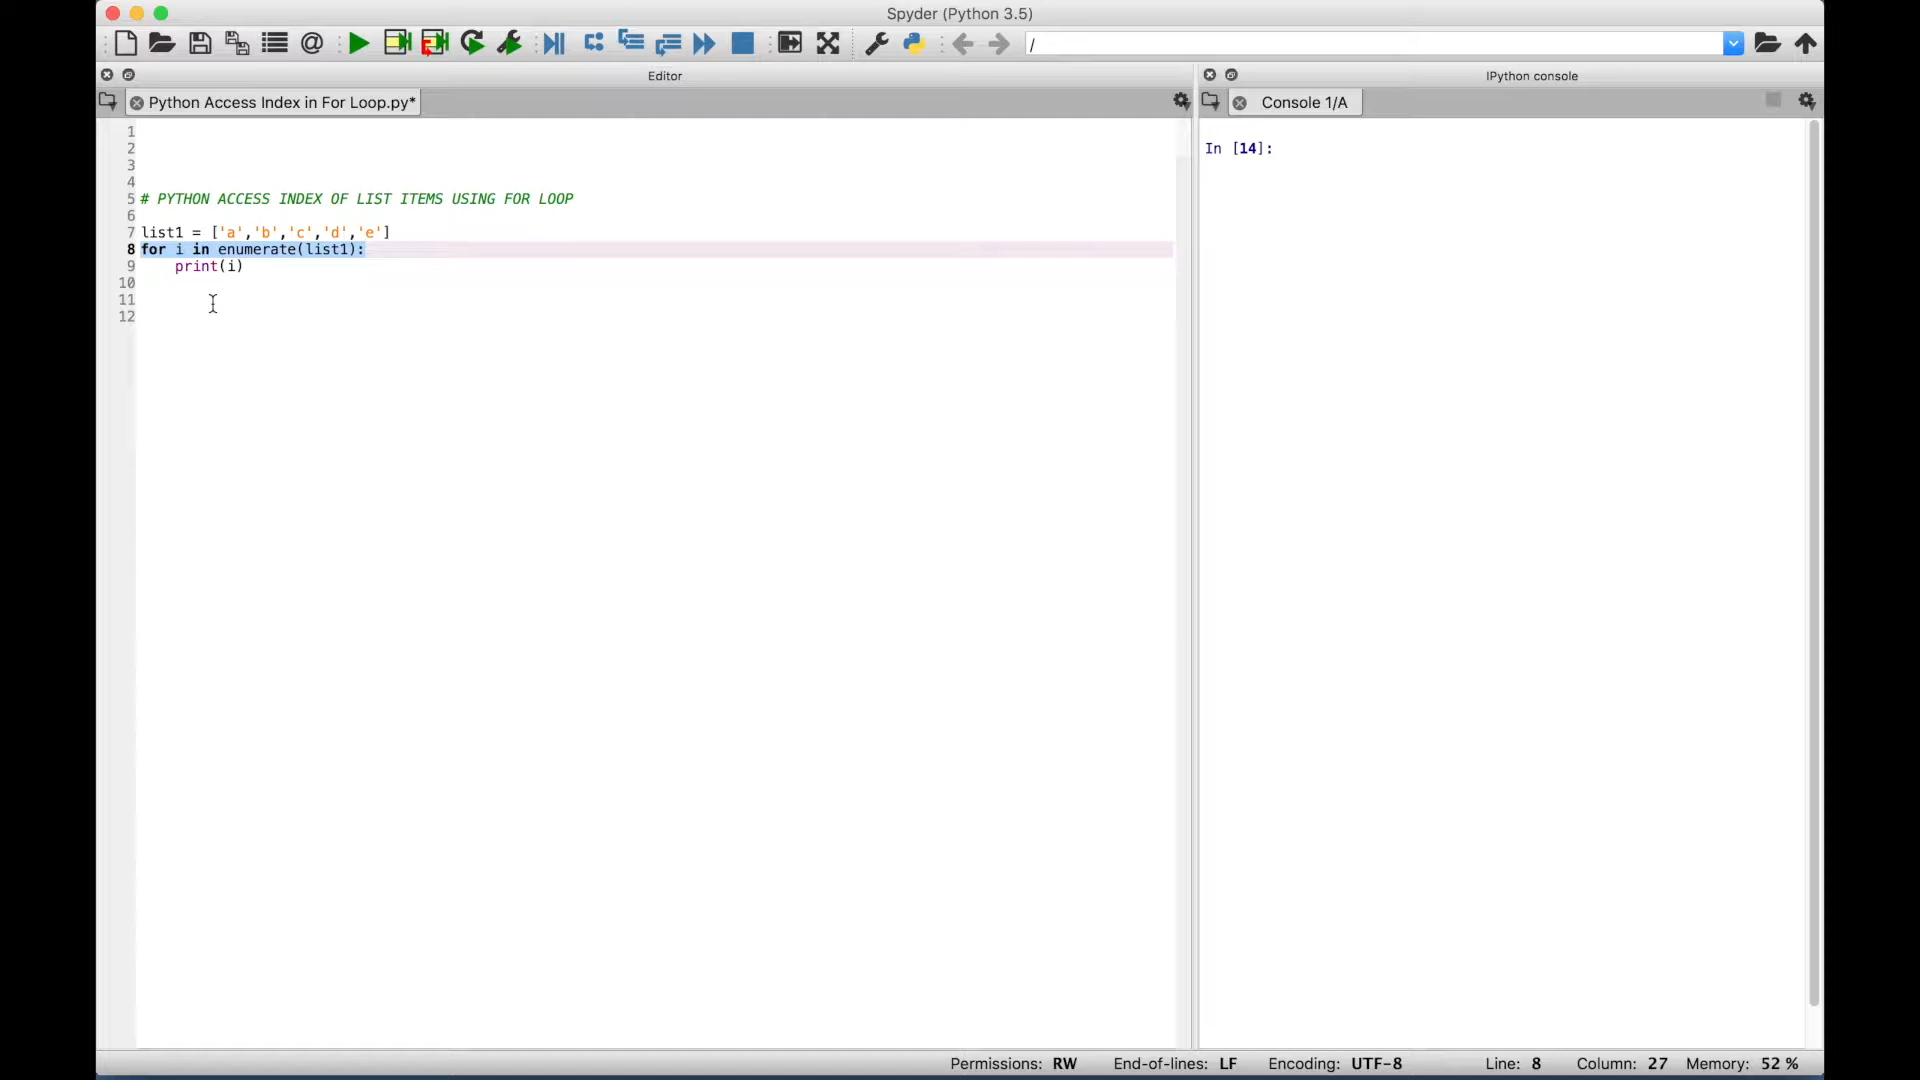 Spyder (Python 3.5)
/
Editor
IPython console
Python Access Index in For Loop.py*
Console 1/A
1
2
3
4
5 # PYTHON ACCESS INDEX OF LIST ITEMS USING FOR LOOP
6
7 list1 = ['a','b','c','d','e']
8 for i in enumerate(list1):
9     print(i)
10
11
12
In [14]:
Permissions: RW End-of-lines: LF Encoding: UTF-8 Line: 8 Column: 27 Memory: 52 %